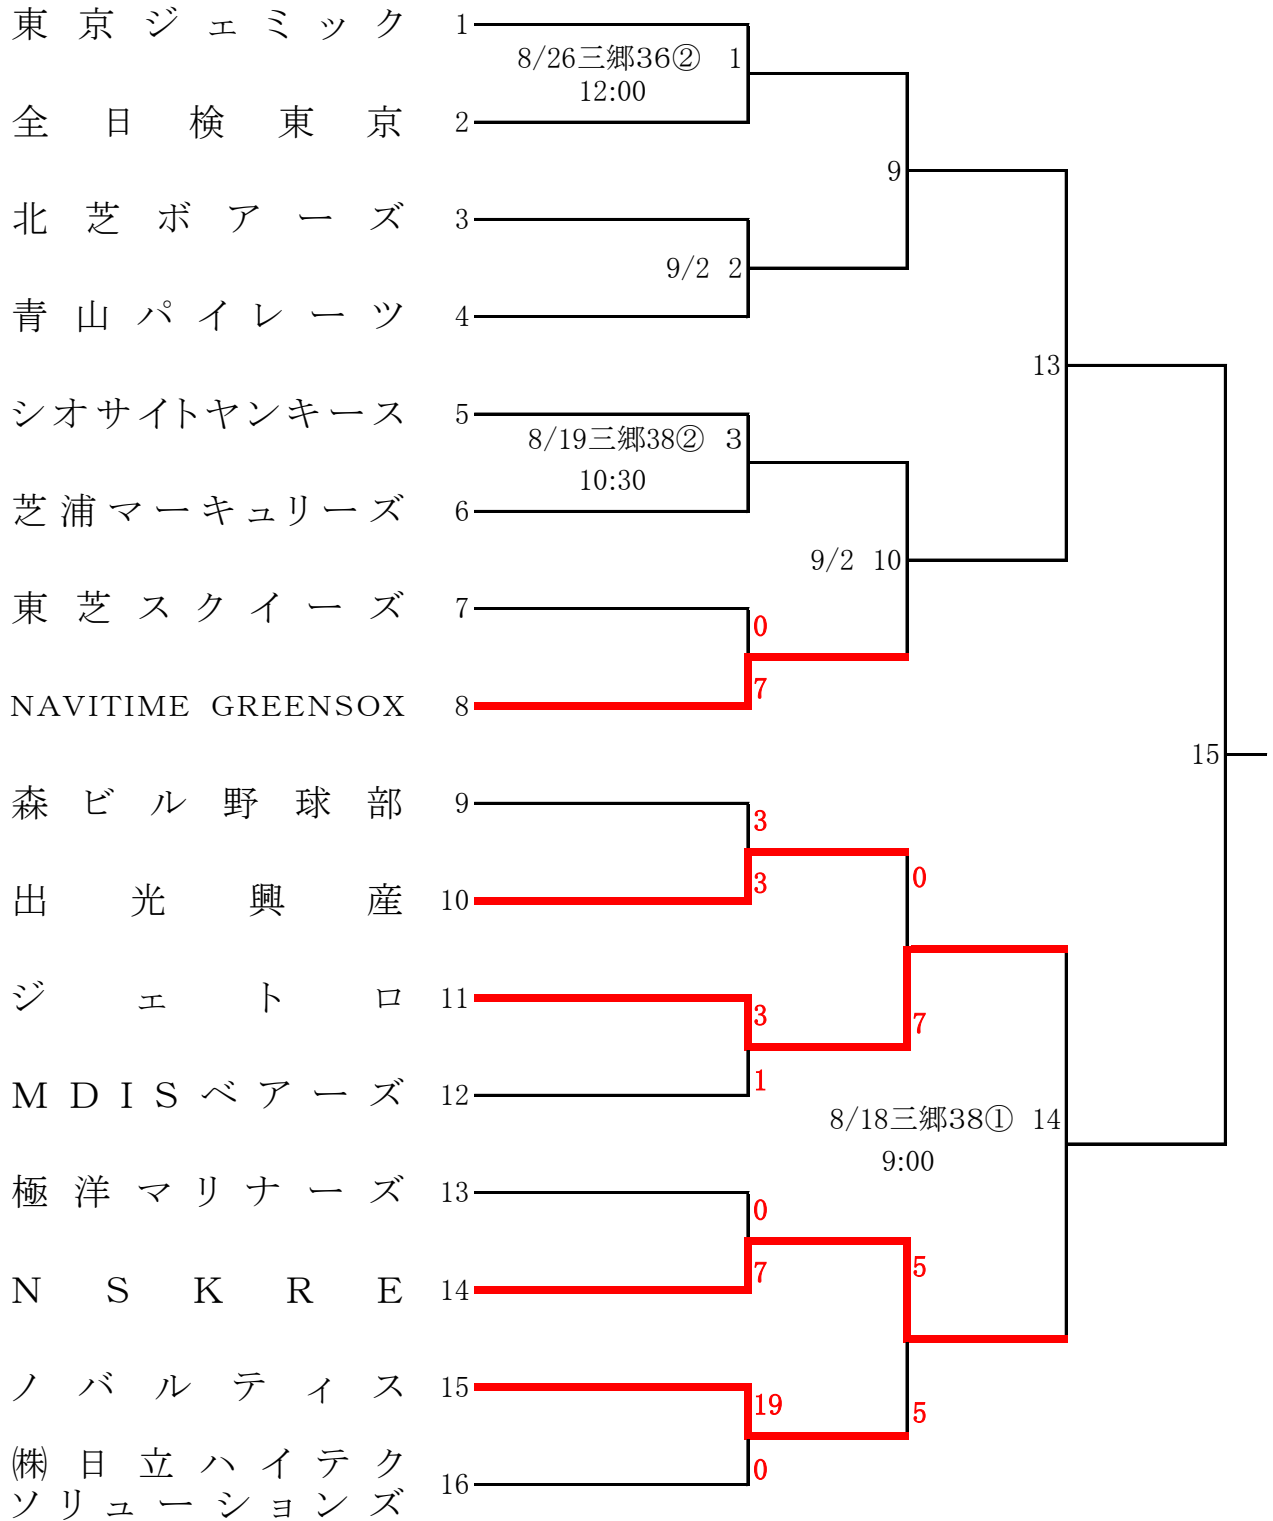 東京ジェミック 1
8/26三郷36② 1
12:00
全日検東京 2
9
北芝ボアーズ 3
9/2 2
青山パイレーツ 4
13
シオサイトヤンキース 5
8/19三郷38② 3
10:30
芝浦マーキュリーズ 6
9/2 10
東芝スクイーズ 7
0
7
NAVITIME GREENSOX 8
15
森ビル野球部 9
3
3
0
出光興産 10
ジェトロ 11
3
7
1
MDISベアーズ 12
8/18三郷38① 14
9:00
極洋マリナーズ 13
0
7
5
NSKRE 14
ノバルティス 15
19
5
0
㈱日立ハイテク
ソリューションズ 16